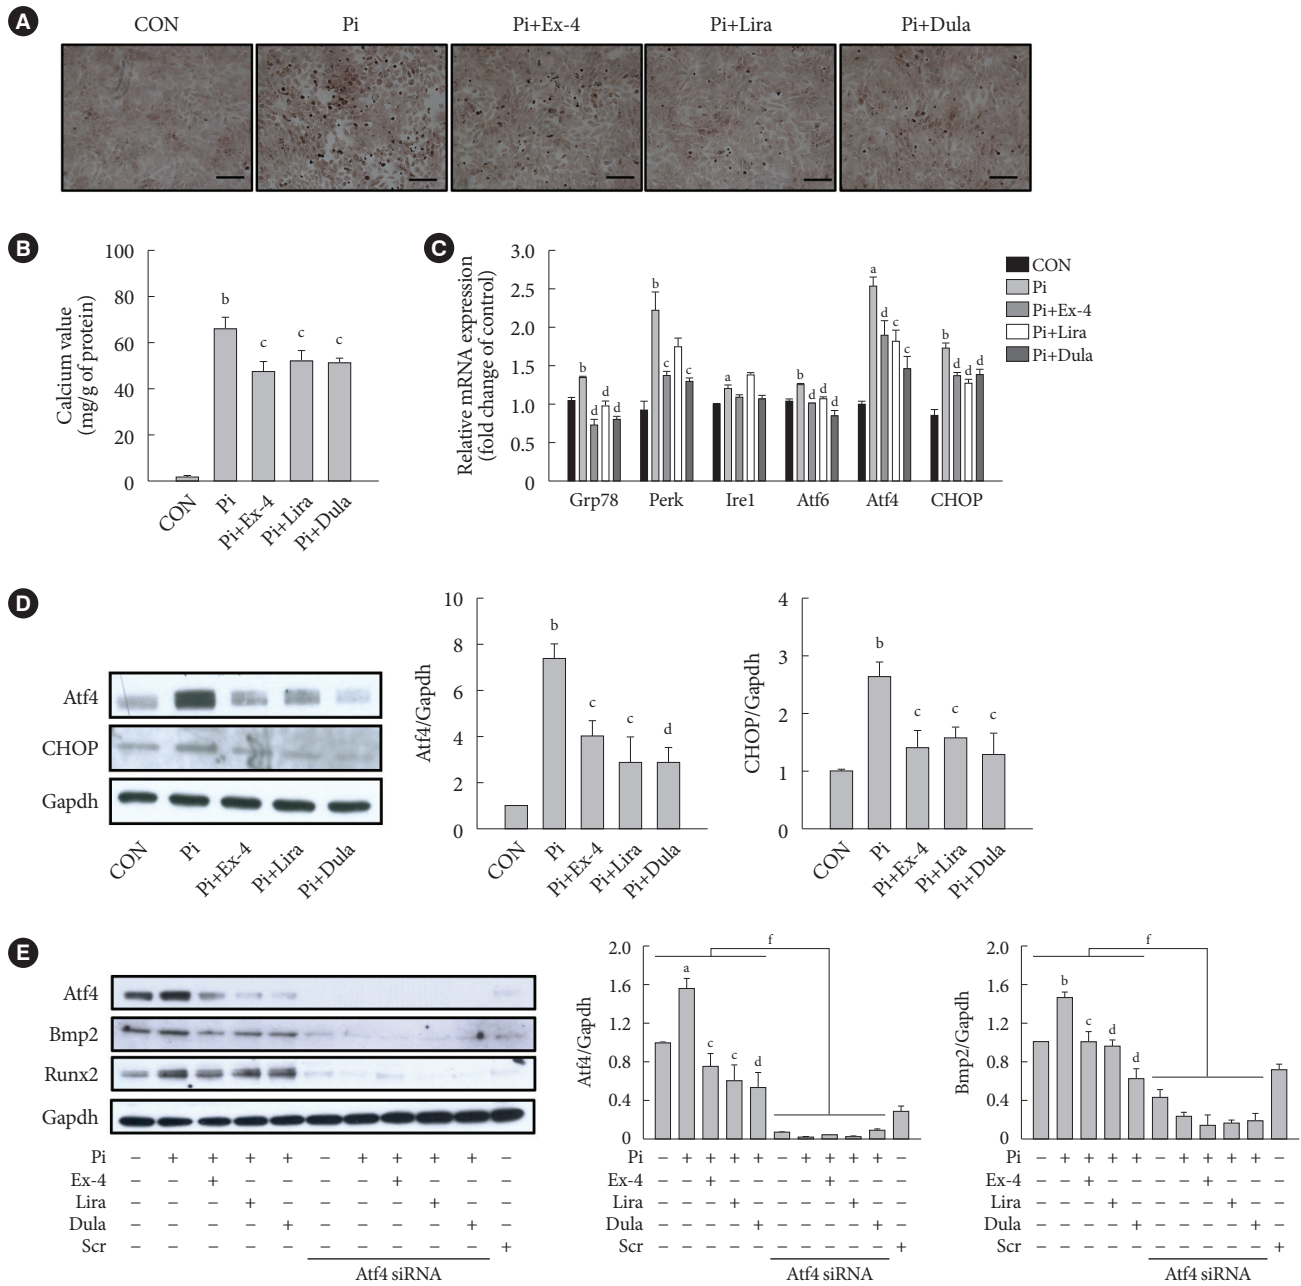 A
CON Pi Pi+Ex-4 Pi+Lira Pi+Dula
B
Calcium value
(mg/g of protein)
100
80
60
40
20
0
b
c
c
c
CON Pi Pi+Ex-4 Pi+Lira Pi+Dula
C
Relative mRNA expression
(fold change of control)
3.0
2.5
2.0
1.5
1.0
0.5
0
b d d d
b c c
a
b d d d
a d c c
b d d d
Grp78 Perk Ire1 Atf6 Atf4 CHOP
CON
Pi
Pi+Ex-4
Pi+Lira
Pi+Dula
D
Atf4
CHOP
Gapdh
CON Pi Pi+Ex-4 Pi+Lira Pi+Dula
Atf4/Gapdh
10
8
6
4
2
0
b
c
c
d
CON Pi Pi+Ex-4 Pi+Lira Pi+Dula
CHOP/Gapdh
4
3
2
1
0
b
c
c
c
CON Pi Pi+Ex-4 Pi+Lira Pi+Dula
E
Atf4
Bmp2
Runx2
Gapdh
Pi − + + + + − + + + + −
Ex-4 − − + − − − − + − − −
Lira − − − + − − − − + − −
Dula − − − − + − − − − + −
Scr − − − − − − − − − − +
Atf4 siRNA
Atf4/Gapdh
2.0
1.6
1.2
0.8
0.4
0
f
a
c
c
d
Pi − + + + + − + + + + −
Ex-4 − − + − − − − + − − −
Lira − − − + − − − − + − −
Dula − − − − + − − − − + −
Scr − − − − − − − − − − +
Atf4 siRNA
Bmp2/Gapdh
2.0
1.6
1.2
0.8
0.4
0
f
b
c
d
d
Pi − + + + + − + + + + −
Ex-4 − − + − − − − + − − −
Lira − − − + − − − − + − −
Dula − − − − + − − − − + −
Scr − − − − − − − − − − +
Atf4 siRNA